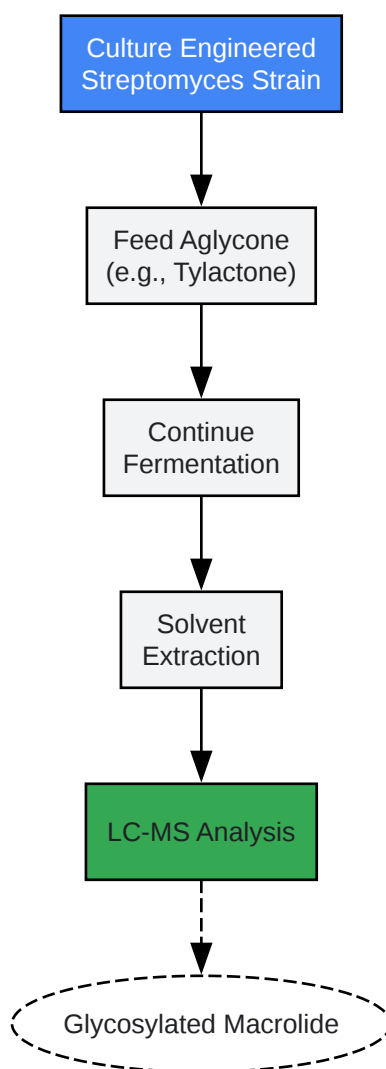 Culture Engineered
Streptomyces Strain
Feed Aglycone
(e.g., Tylactone)
Continue
Fermentation
Solvent
Extraction
LC-MS Analysis
Glycosylated Macrolide